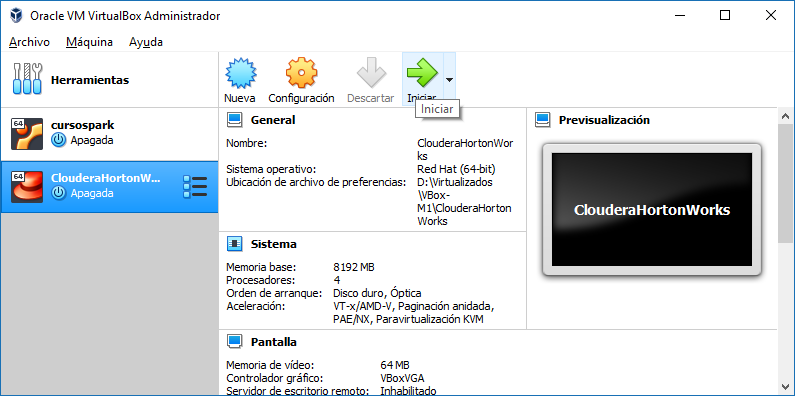 Oracle VM VirtualBox Administrador
Archivo Máquina Ayuda
Herramientas
Nueva Configuración Descartar Iniciar
Iniciar
64 cursospark
Apagada
64 ClouderaHortonW...
Apagada
General
Nombre: ClouderaHortonWor
ks
Sistema operativo: Red Hat (64-bit)
Ubicación de archivo de preferencias: D:\Virtualizados
\VBox-
M1\ClouderaHorton
Works
Previsualización
ClouderaHortonWorks
Sistema
Memoria base: 8192 MB
Procesadores: 4
Orden de arranque: Disco duro, Óptica
Aceleración: VT-x/AMD-V, Paginación anidada,
PAE/NX, Paravirtualización KVM
Pantalla
Memoria de vídeo: 64 MB
Controlador gráfico: VBoxVGA
Servidor de escritorio remoto: Inhabilitado